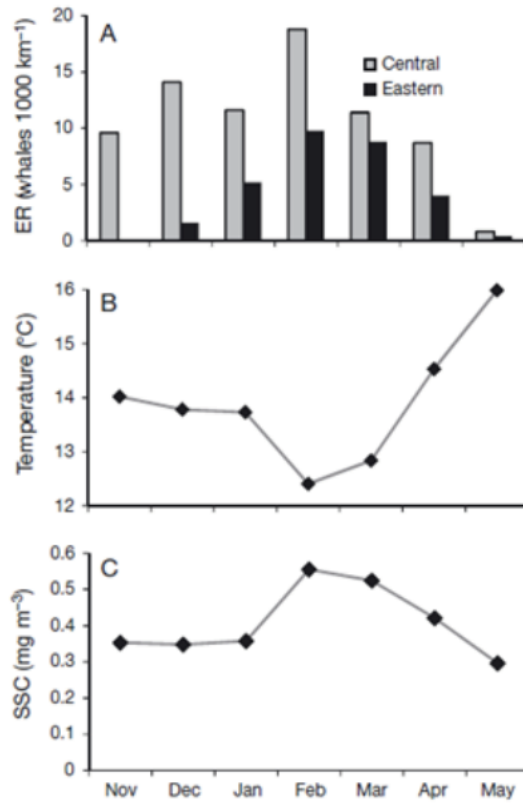 A
ER (whales 1000 km⁻¹)
20
15
10
5
0
Central
Eastern
B
Temperature (°C)
16
15
14
13
12
C
SSC (mg m⁻³)
0.6
0.5
0.4
0.3
0.2
0.1
0
Nov Dec Jan Feb Mar Apr May